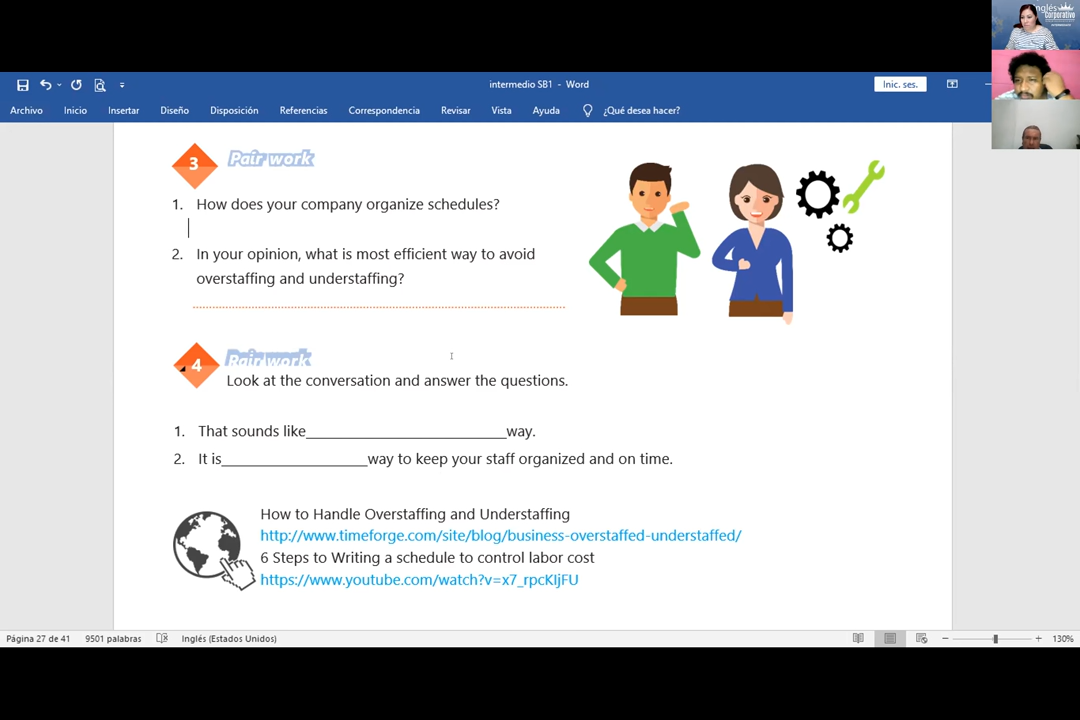 Inglés
Corporativo
INTERMEDIATE
intermedio SB1 - Word
Inic. ses.
Archivo Inicio Insertar Diseño Disposición Referencias Correspondencia Revisar Vista Ayuda ¿Qué desea hacer?
3 Pair work
1. How does your company organize schedules?
2. In your opinion, what is most efficient way to avoid
overstaffing and understaffing?
4 Pair work
Look at the conversation and answer the questions.
1. That sounds like________________________way.
2. It is_________________way to keep your staff organized and on time.
How to Handle Overstaffing and Understaffing
http://www.timeforge.com/site/blog/business-overstaffed-understaffed/
6 Steps to Writing a schedule to control labor cost
https://www.youtube.com/watch?v=x7_rpcKIjFU
Página 27 de 41 9501 palabras Inglés (Estados Unidos) 130%